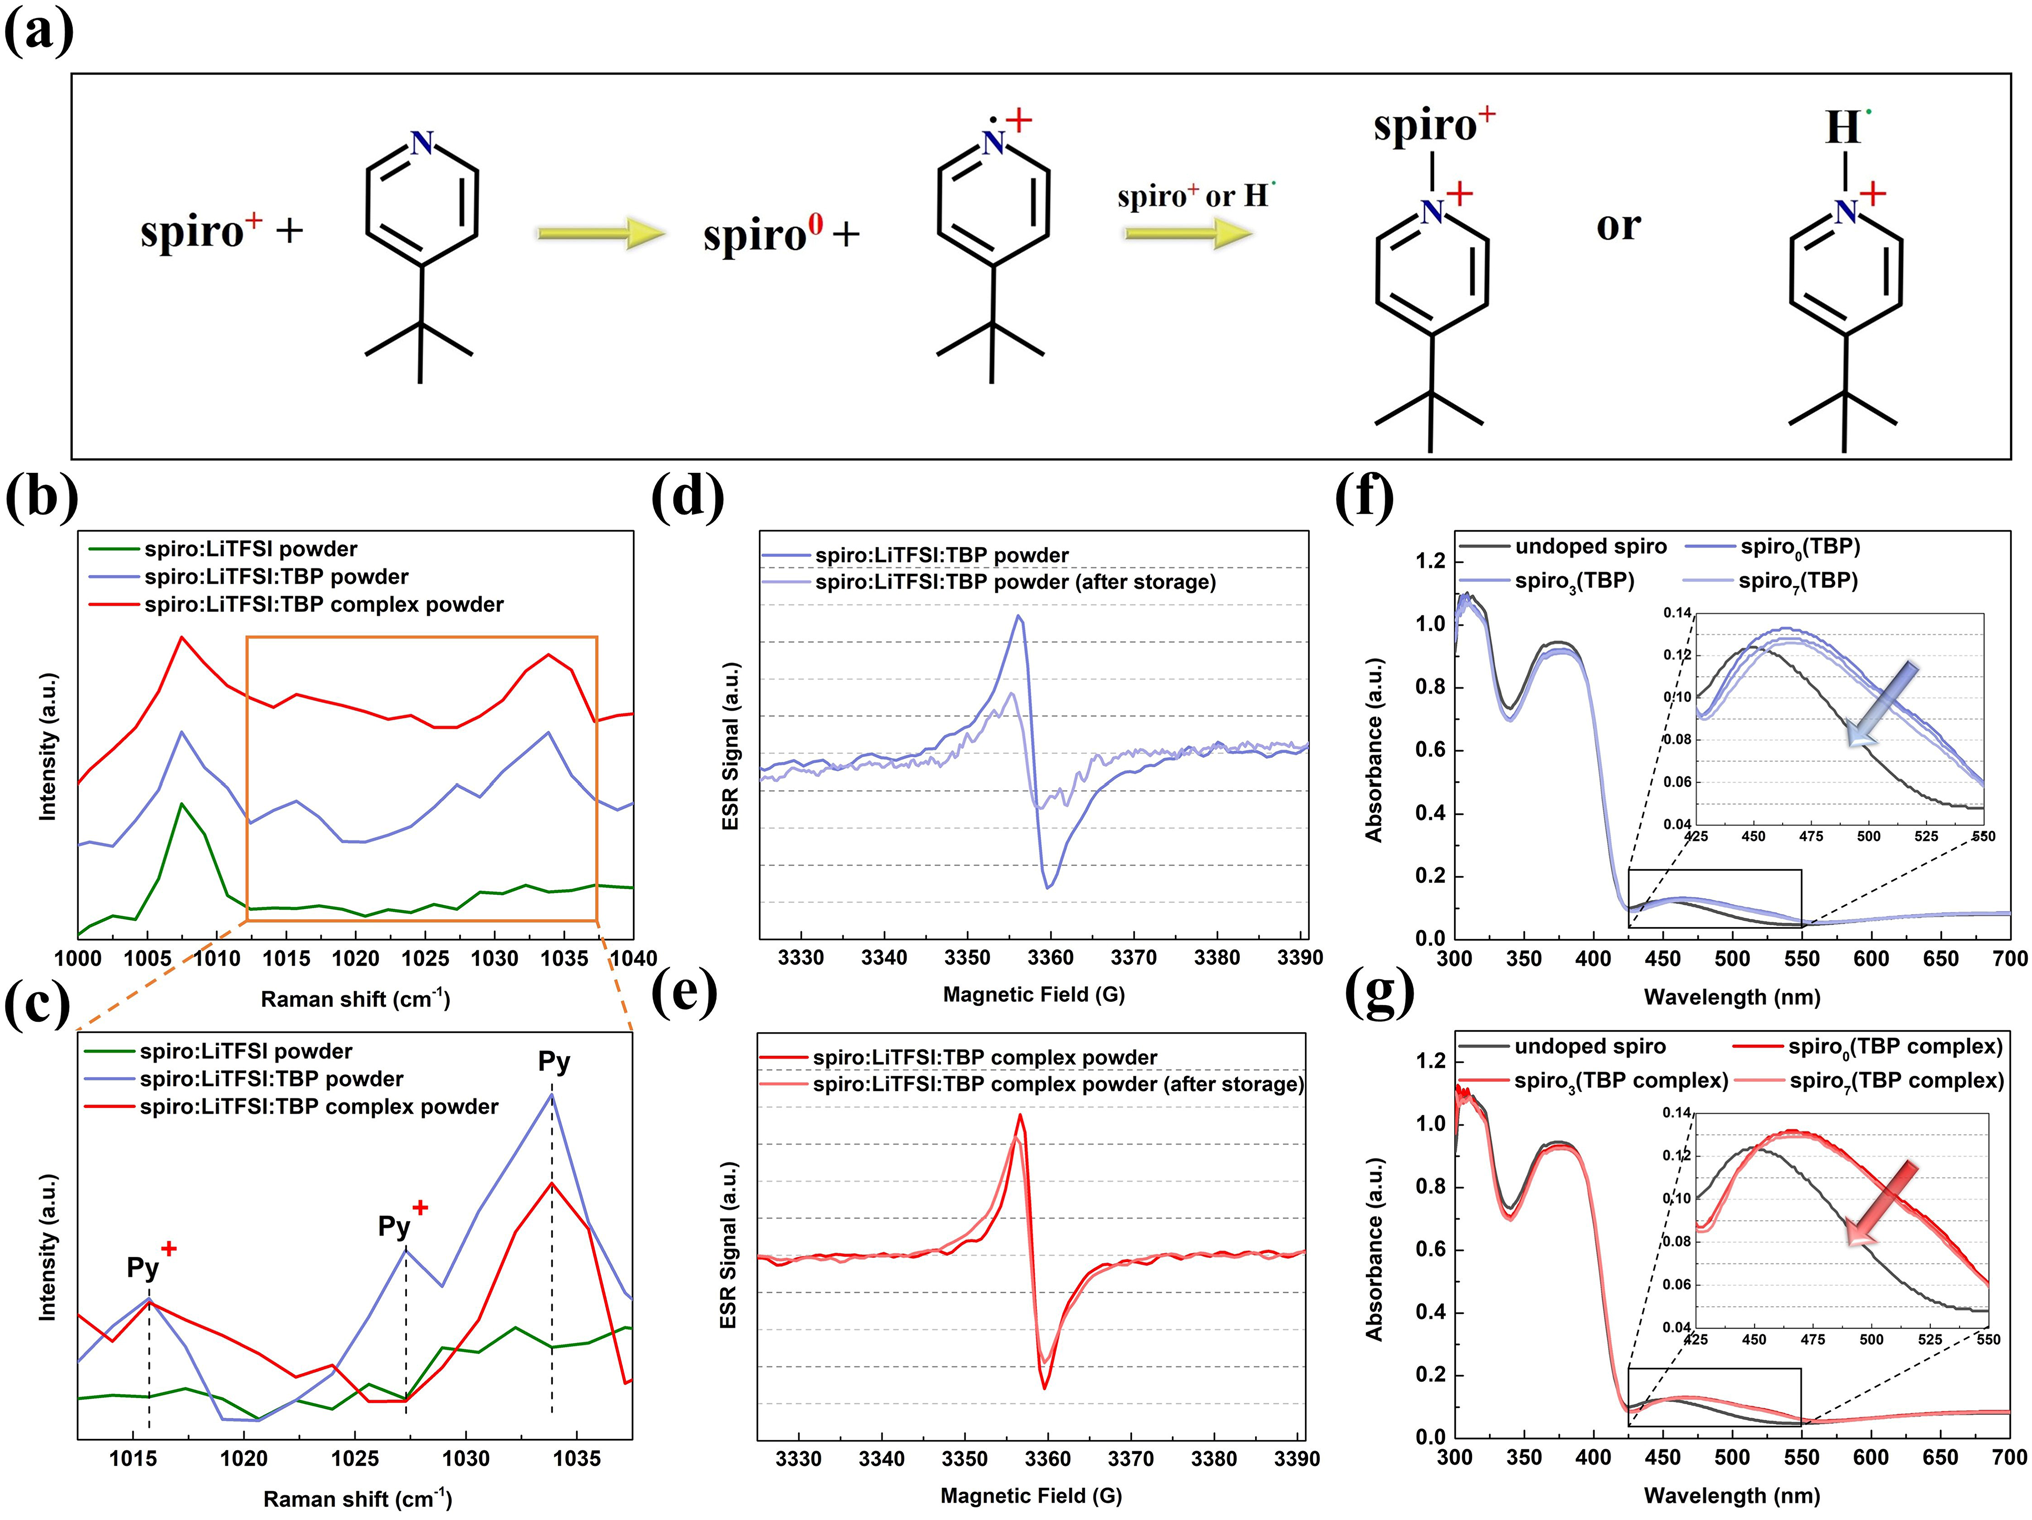 (a)
spiro+ +
N
spiro0 +
N·+
spiro+ or H·
spiro+
N+
or
H·
N+
(b)
spiro:LiTFSI powder
spiro:LiTFSI:TBP powder
spiro:LiTFSI:TBP complex powder
Intensity (a.u.)
1000 1005 1010 1015 1020 1025 1030 1035 1040
Raman shift (cm-1)
(c)
spiro:LiTFSI powder
spiro:LiTFSI:TBP powder
spiro:LiTFSI:TBP complex powder
Py
Py+
Py+
Intensity (a.u.)
1015 1020 1025 1030 1035
Raman shift (cm-1)
(d)
spiro:LiTFSI:TBP powder
spiro:LiTFSI:TBP powder (after storage)
ESR Signal (a.u.)
3330 3340 3350 3360 3370 3380 3390
Magnetic Field (G)
(e)
spiro:LiTFSI:TBP complex powder
spiro:LiTFSI:TBP complex powder (after storage)
ESR Signal (a.u.)
3330 3340 3350 3360 3370 3380 3390
Magnetic Field (G)
(f)
undoped spiro spiro0(TBP)
spiro3(TBP) spiro7(TBP)
Absorbance (a.u.)
1.2
1.0
0.8
0.6
0.4
0.2
0.0
0.14
0.12
0.10
0.08
0.06
0.04
425 450 475 500 525 550
300 350 400 450 500 550 600 650 700
Wavelength (nm)
(g)
undoped spiro spiro0(TBP complex)
spiro3(TBP complex) spiro7(TBP complex)
Absorbance (a.u.)
1.2
1.0
0.8
0.6
0.4
0.2
0.0
0.14
0.12
0.10
0.08
0.06
0.04
425 450 475 500 525 550
300 350 400 450 500 550 600 650 700
Wavelength (nm)